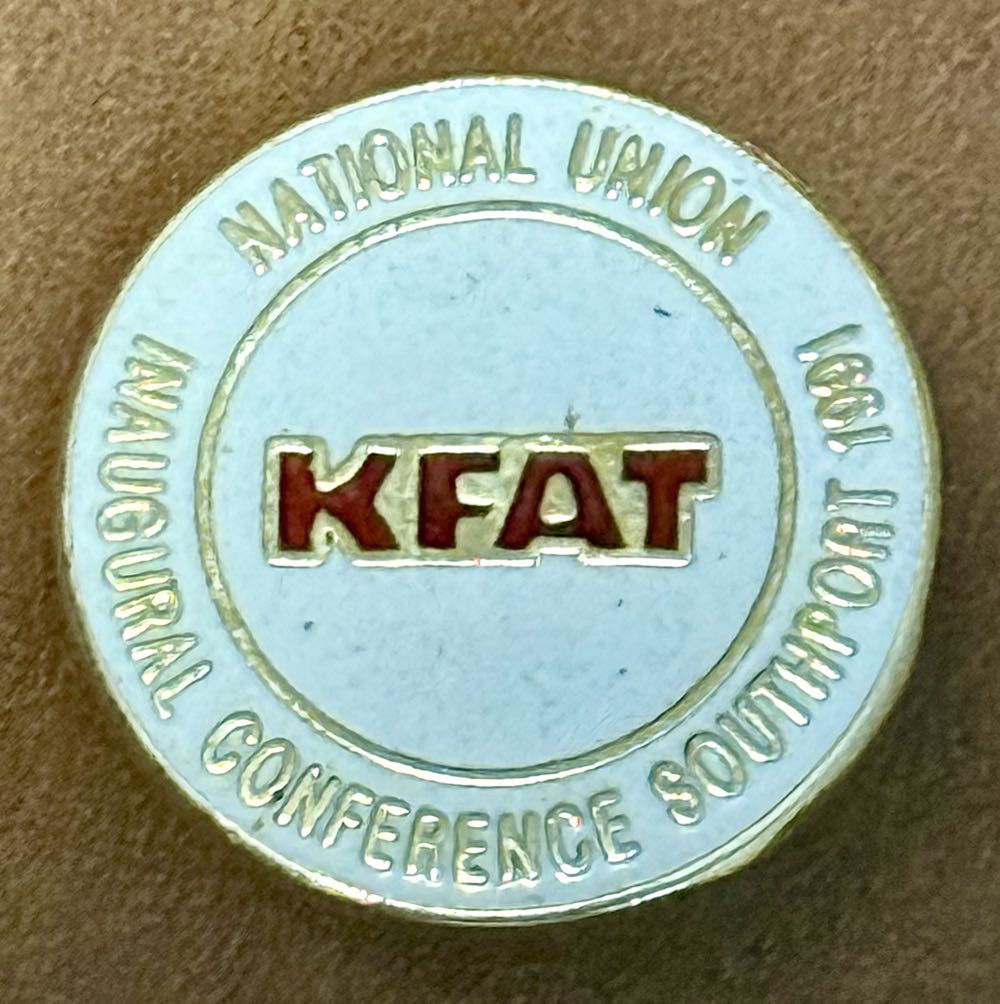 NATIONAL UNION
KFAT
INAUGURAL CONFERENCE SOUTHPORT 1991